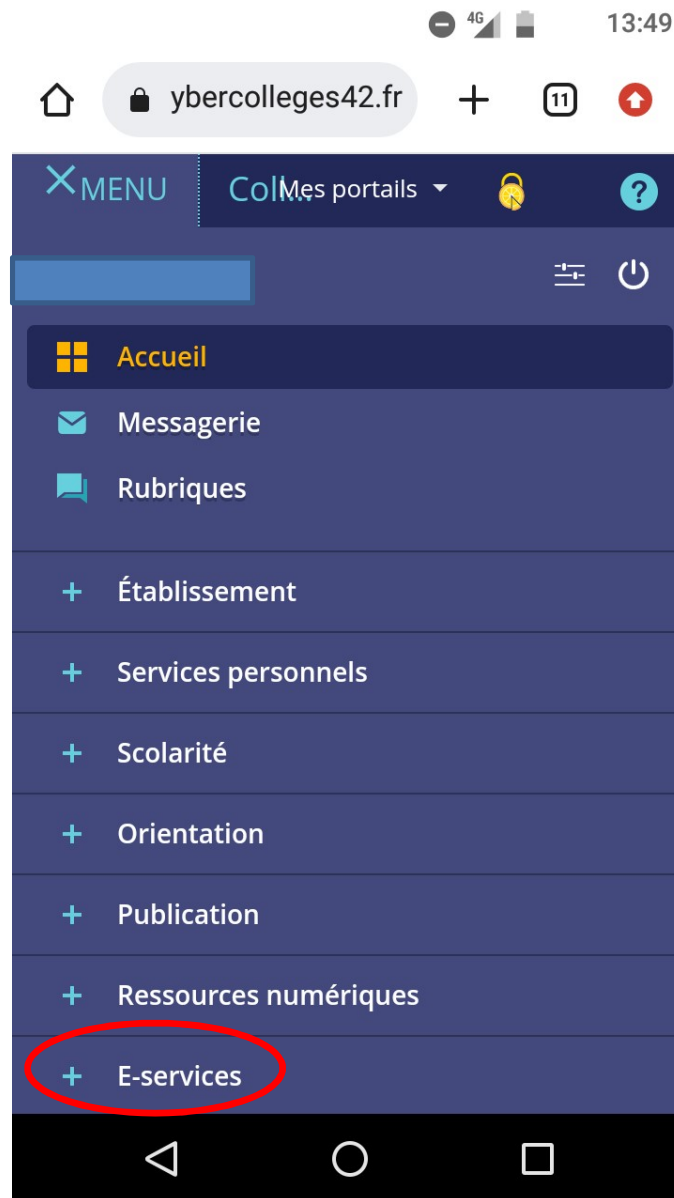 4G 13:49
ybercolleges42.fr 11
MENU Coll... Mes portails ?
Accueil
Messagerie
Rubriques
+ Établissement
+ Services personnels
+ Scolarité
+ Orientation
+ Publication
+ Ressources numériques
+ E-services